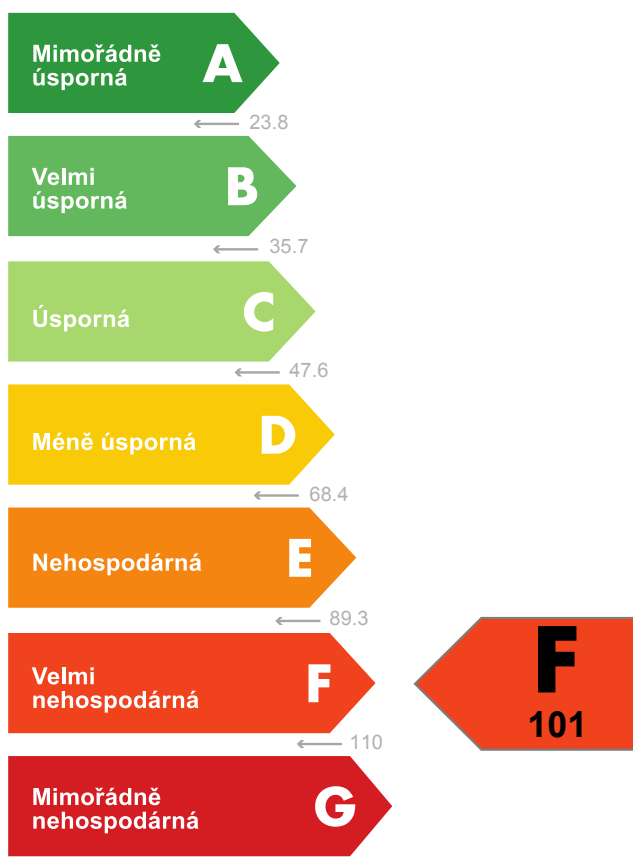 Mimořádně
úsporná
A
← 23.8
Velmi
úsporná
B
← 35.7
Úsporná C
← 47.6
Méně úsporná D
← 68.4
Nehospodárná E
← 89.3
Velmi
nehospodárná
F
F
101
← 110
Mimořádně
nehospodárná
G